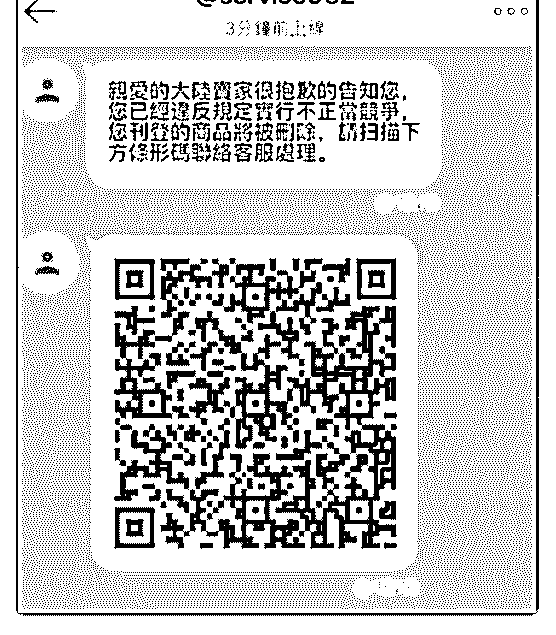 3分鐘前上線
親愛的大陸賣家很抱歉的告知您,
您已經違反規定實行不正當競爭,
您刊登的商品將被刪除, 請掃描下
方條形碼聯絡客服處理。